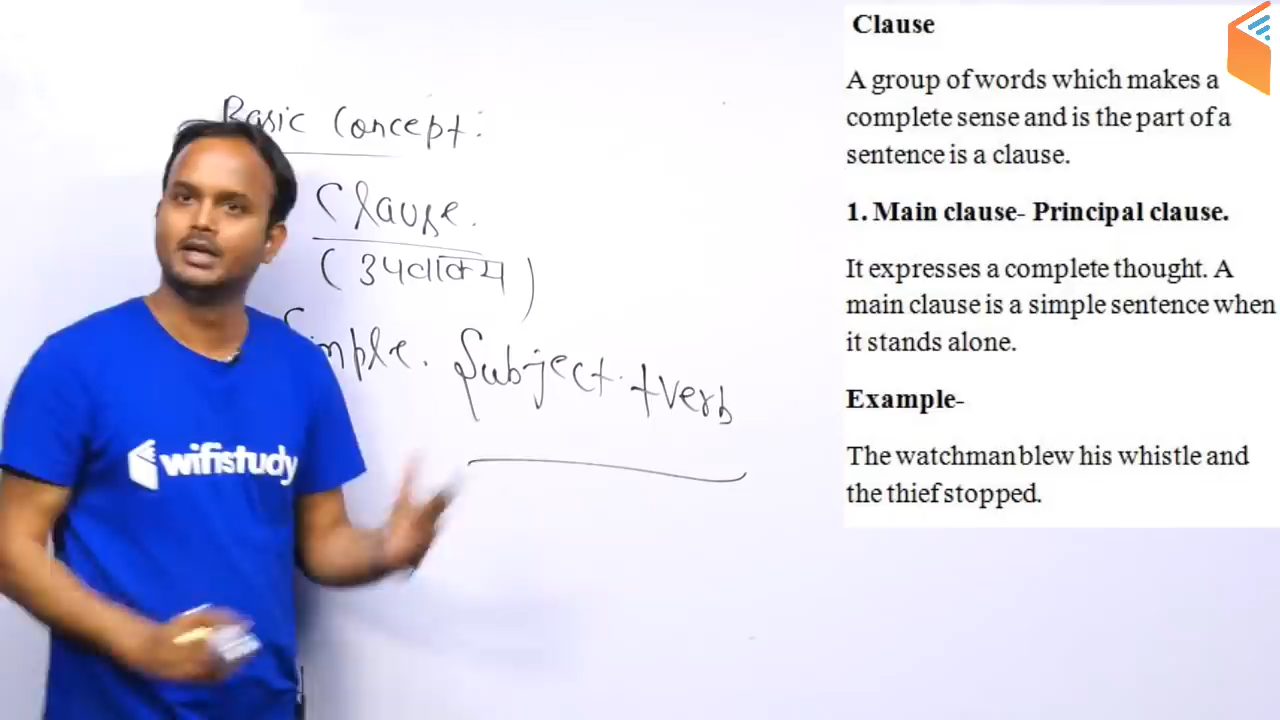 Basic Concept:
Clause.
(उपवाक्य)
Simple. Subject + verb
wifistudy
Clause
A group of words which makes a
complete sense and is the part of a
sentence is a clause.
1. Main clause- Principal clause.
It expresses a complete thought. A
main clause is a simple sentence when
it stands alone.
Example-
The watchman blew his whistle and
the thief stopped.